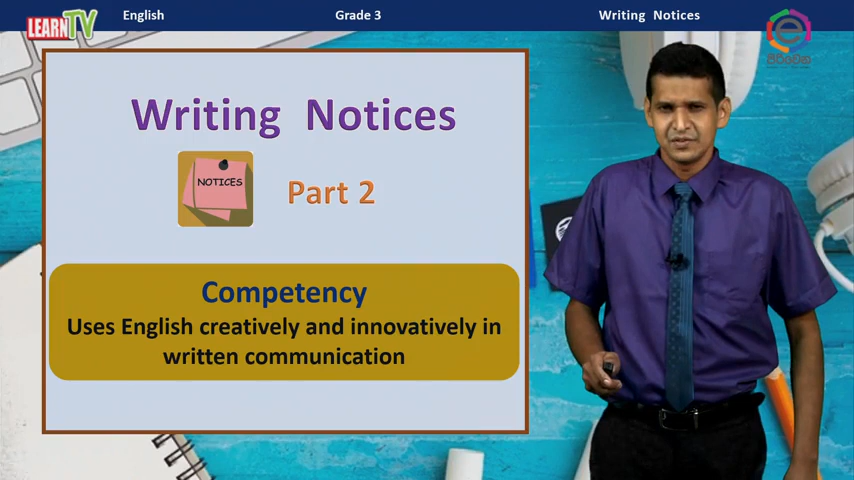 LEARN TV
English
Grade 3
Writing Notices
Writing Notices
NOTICES
Part 2
Competency
Uses English creatively and innovatively in
written communication